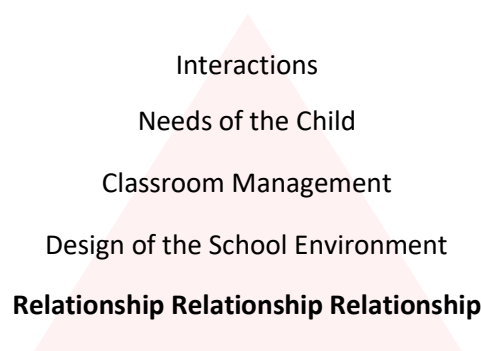 Interactions
Needs of the Child
Classroom Management
Design of the School Environment
Relationship Relationship Relationship